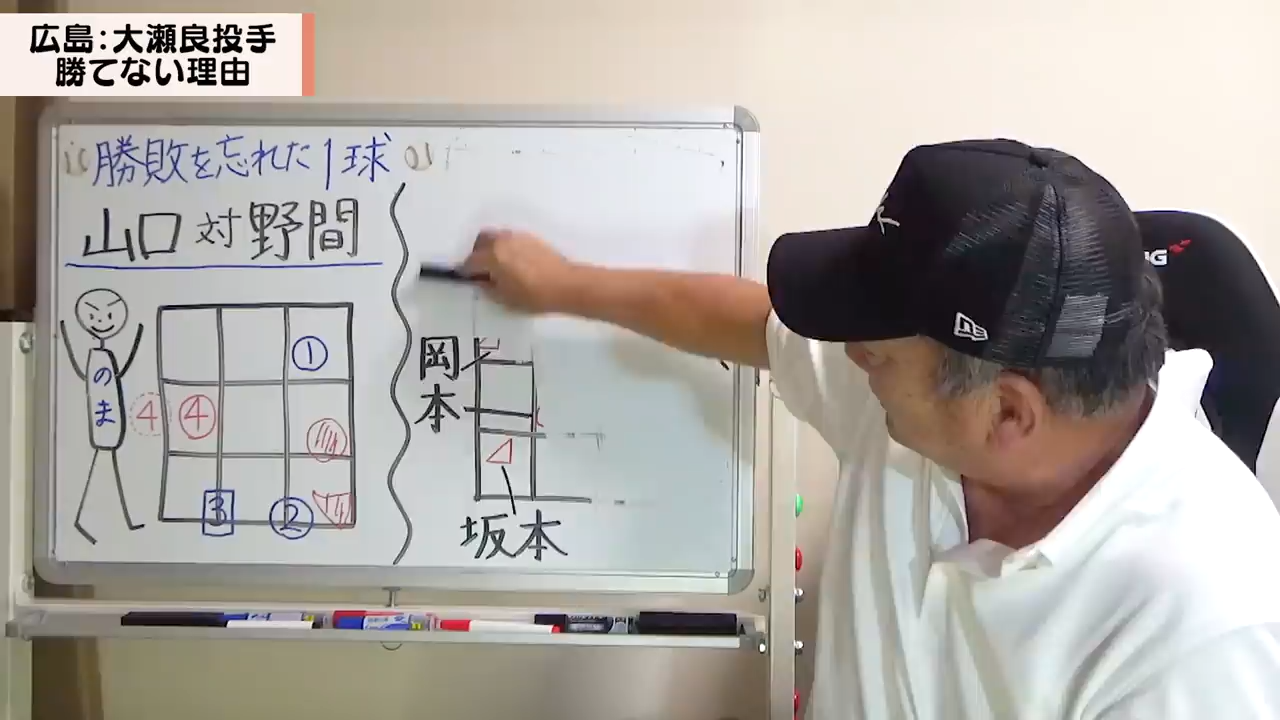 広島:大瀬良投手
勝てない理由
勝敗を忘れた1球
山口対野間
のま
①
④ ④
3 ②
岡本
坂本